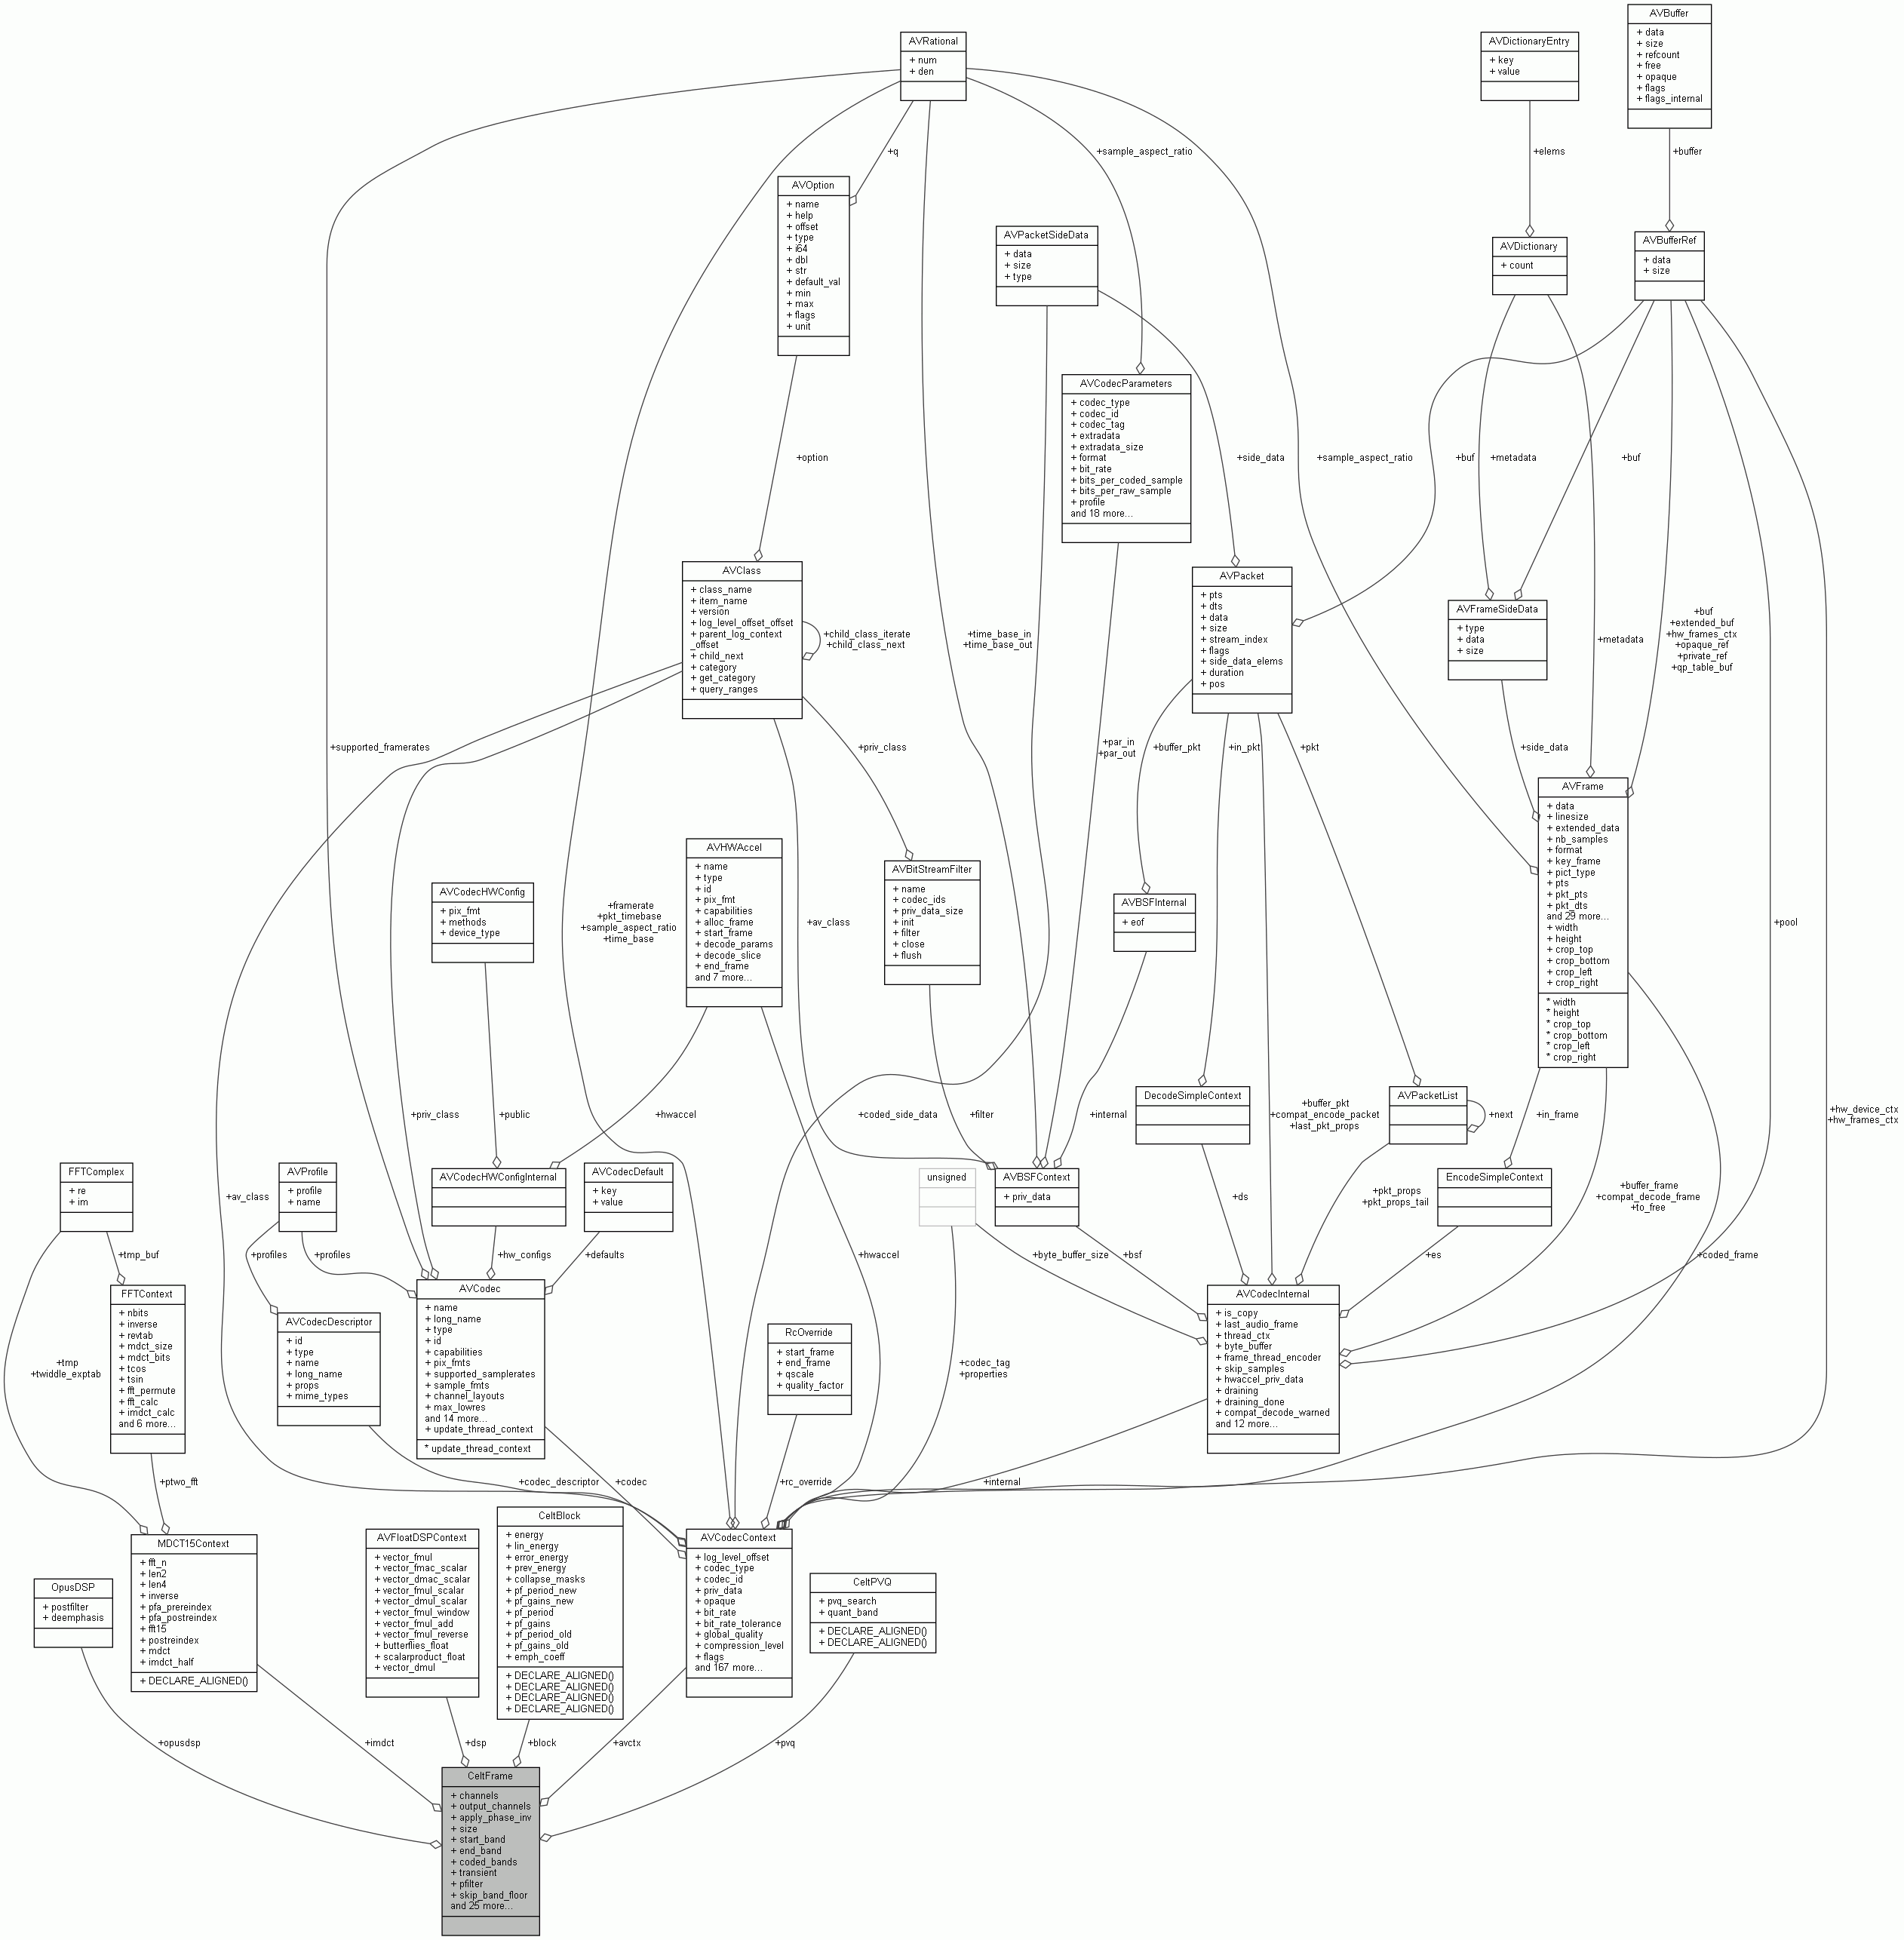 AVBuffer
+ data
+ size
+ refcount
+ free
+ opaque
+ flags
+ flags_internal
AVRational
+ num
+ den
AVDictionaryEntry
+ key
+ value
+q
+sample_aspect_ratio
+elems
+buffer
AVOption
+ name
+ help
+ offset
+ type
+ i64
+ dbl
+ str
+ default_val
+ min
+ max
+ flags
+ unit
AVPacketSideData
+ data
+ size
+ type
AVDictionary
+ count
AVBufferRef
+ data
+ size
AVCodecParameters
+ codec_type
+ codec_id
+ codec_tag
+ extradata
+ extradata_size
+ format
+ bit_rate
+ bits_per_coded_sample
+ bits_per_raw_sample
+ profile
and 18 more...
+option
+side_data
+sample_aspect_ratio
+buf
+metadata
+buf
AVClass
+ class_name
+ item_name
+ version
+ log_level_offset_offset
+ parent_log_context
_offset
+ child_next
+ category
+ get_category
+ query_ranges
+child_class_iterate
+child_class_next
+time_base_in
+time_base_out
AVPacket
+ pts
+ dts
+ data
+ size
+ stream_index
+ flags
+ side_data_elems
+ duration
+ pos
AVFrameSideData
+ type
+ data
+ size
+metadata
+buf
+extended_buf
+hw_frames_ctx
+opaque_ref
+private_ref
+qp_table_buf
+supported_framerates
+priv_class
+par_in
+par_out
+buffer_pkt
+in_pkt
+pkt
+side_data
AVFrame
+ data
+ linesize
+ extended_data
+ nb_samples
+ format
+ key_frame
+ pict_type
+ pts
+ pkt_pts
+ pkt_dts
and 29 more...
+ width
+ height
+ crop_top
+ crop_bottom
+ crop_left
+ crop_right
* width
* height
* crop_top
* crop_bottom
* crop_left
* crop_right
AVHWAccel
+ name
+ type
+ id
+ pix_fmt
+ capabilities
+ alloc_frame
+ start_frame
+ decode_params
+ decode_slice
+ end_frame
and 7 more...
AVBitStreamFilter
+ name
+ codec_ids
+ priv_data_size
+ init
+ filter
+ close
+ flush
AVCodecHWConfig
+ pix_fmt
+ methods
+ device_type
+framerate
+pkt_timebase
+sample_aspect_ratio
+time_base
+av_class
AVBSFInternal
+ eof
+pool
+priv_class
+public
+hwaccel
+coded_side_data
+filter
+internal
DecodeSimpleContext
+buffer_pkt
+compat_encode_packet
+last_pkt_props
AVPacketList
+next
+in_frame
+hw_device_ctx
+hw_frames_ctx
FFTComplex
+ re
+ im
AVProfile
+ profile
+ name
AVCodecHWConfigInternal
AVCodecDefault
+ key
+ value
unsigned
AVBSFContext
+ priv_data
EncodeSimpleContext
+av_class
+ds
+pkt_props
+pkt_props_tail
+buffer_frame
+compat_decode_frame
+to_free
+tmp_buf
+profiles
+profiles
+hw_configs
+defaults
+hwaccel
+byte_buffer_size
+bsf
+es
+coded_frame
FFTContext
+ nbits
+ inverse
+ revtab
+ mdct_size
+ mdct_bits
+ tcos
+ tsin
+ fft_permute
+ fft_calc
+ imdct_calc
and 6 more...
AVCodecDescriptor
+ id
+ type
+ name
+ long_name
+ props
+ mime_types
AVCodec
+ name
+ long_name
+ type
+ id
+ capabilities
+ pix_fmts
+ supported_samplerates
+ sample_fmts
+ channel_layouts
+ max_lowres
and 14 more...
+ update_thread_context
* update_thread_context
RcOverride
+ start_frame
+ end_frame
+ qscale
+ quality_factor
AVCodecInternal
+ is_copy
+ last_audio_frame
+ thread_ctx
+ byte_buffer
+ frame_thread_encoder
+ skip_samples
+ hwaccel_priv_data
+ draining
+ draining_done
+ compat_decode_warned
and 12 more...
+tmp
+twiddle_exptab
+codec_tag
+properties
+ptwo_fft
+codec_descriptor
+codec
+rc_override
+internal
MDCT15Context
+ fft_n
+ len2
+ len4
+ inverse
+ pfa_prereindex
+ pfa_postreindex
+ fft15
+ postreindex
+ mdct
+ imdct_half
+ DECLARE_ALIGNED()
OpusDSP
+ postfilter
+ deemphasis
AVFloatDSPContext
+ vector_fmul
+ vector_fmac_scalar
+ vector_dmac_scalar
+ vector_fmul_scalar
+ vector_dmul_scalar
+ vector_fmul_window
+ vector_fmul_add
+ vector_fmul_reverse
+ butterflies_float
+ scalarproduct_float
+ vector_dmul
CeltBlock
+ energy
+ lin_energy
+ error_energy
+ prev_energy
+ collapse_masks
+ pf_period_new
+ pf_gains_new
+ pf_period
+ pf_gains
+ pf_period_old
+ pf_gains_old
+ emph_coeff
+ DECLARE_ALIGNED()
+ DECLARE_ALIGNED()
+ DECLARE_ALIGNED()
+ DECLARE_ALIGNED()
AVCodecContext
+ log_level_offset
+ codec_type
+ codec_id
+ priv_data
+ opaque
+ bit_rate
+ bit_rate_tolerance
+ global_quality
+ compression_level
+ flags
and 167 more...
CeltPVQ
+ pvq_search
+ quant_band
+ DECLARE_ALIGNED()
+ DECLARE_ALIGNED()
+opusdsp
+imdct
+dsp
+block
+avctx
+pvq
CeltFrame
+ channels
+ output_channels
+ apply_phase_inv
+ size
+ start_band
+ end_band
+ coded_bands
+ transient
+ pfilter
+ skip_band_floor
and 25 more...